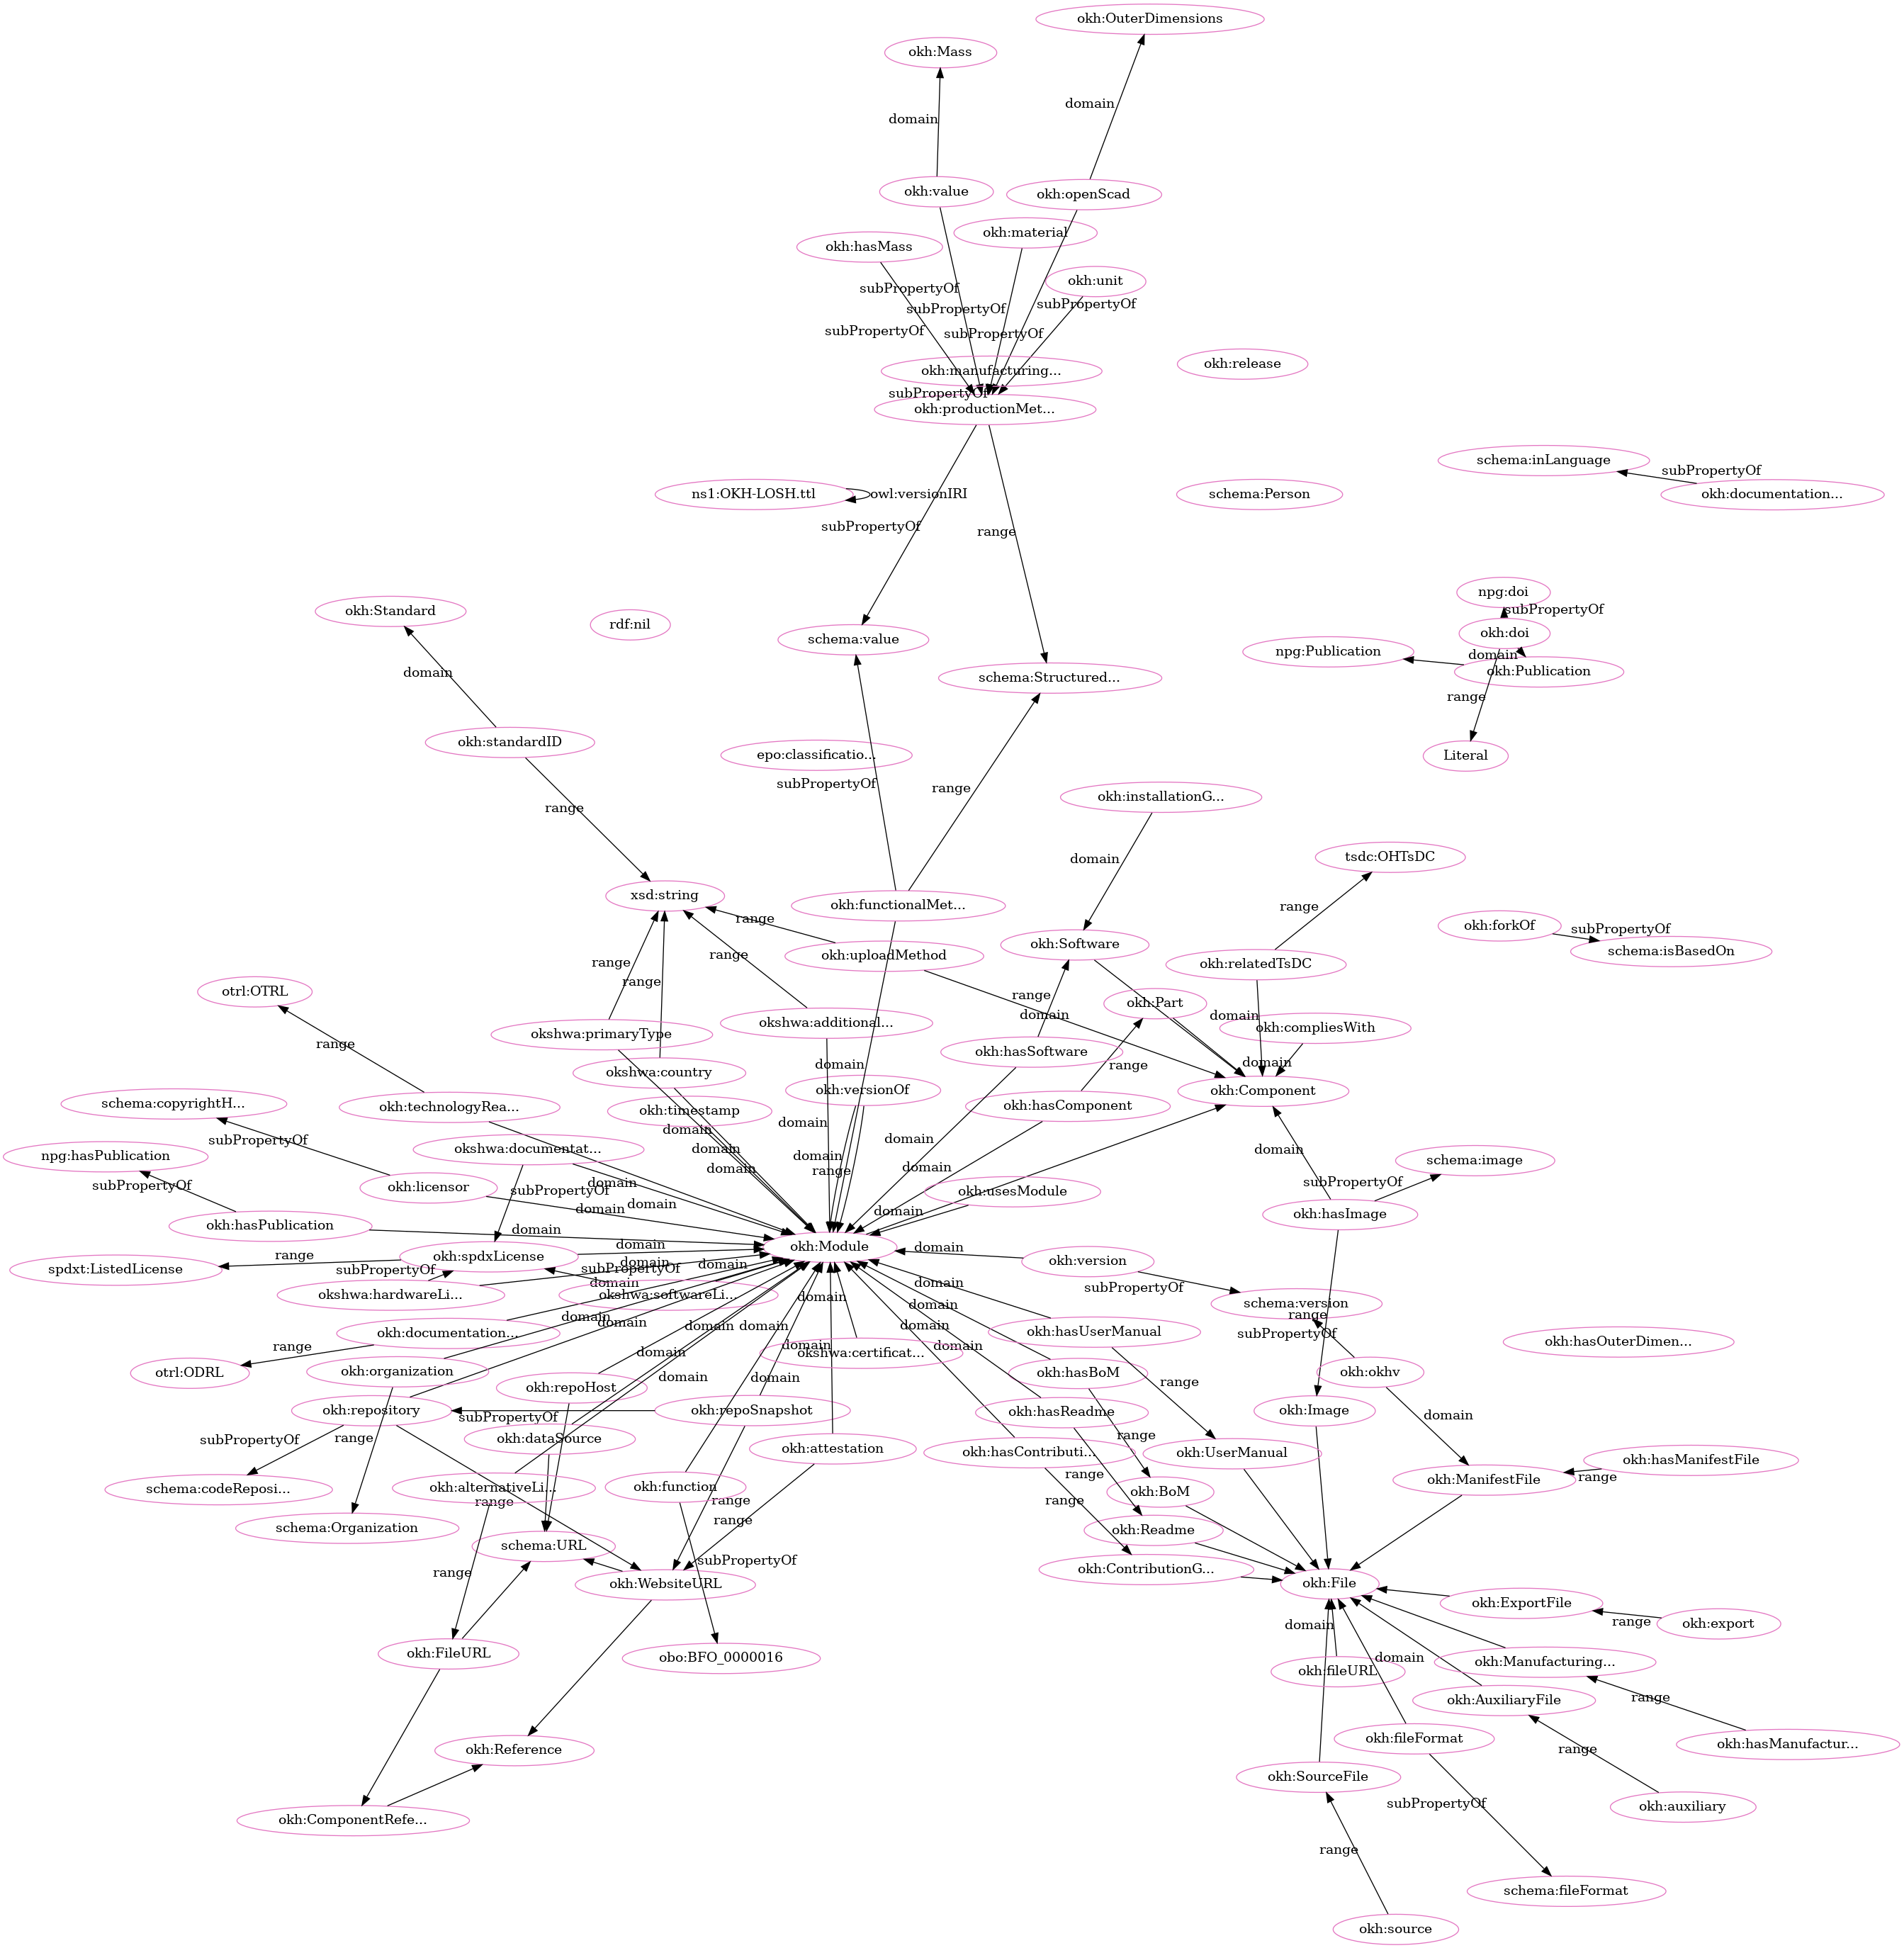 okh:OuterDimensions
okh:Mass
domain
domain
okh:value
okh:openScad
okh:material
okh:hasMass
okh:unit
subPropertyOf
subPropertyOf
subPropertyOf
subPropertyOf
subPropertyOf
okh:release
okh:manufacturing...
subPropertyOf
okh:productionMet...
schema:inLanguage
subPropertyOf
ns1:OKH-LOSH.ttl
owl:versionIRI
schema:Person
okh:documentation...
subPropertyOf
range
npg:doi
okh:Standard
subPropertyOf
rdf:nil
okh:doi
schema:value
npg:Publication
domain
okh:Publication
domain
schema:Structured...
range
okh:standardID
epo:classificatio...
Literal
subPropertyOf
range
okh:installationG...
range
domain
tsdc:OHTsDC
xsd:string
okh:functionalMet...
range
range
okh:forkOf
subPropertyOf
okh:Software
schema:isBasedOn
okh:uploadMethod
range
range
okh:relatedTsDC
range
otrl:OTRL
range
okh:Part
okshwa:primaryType
okshwa:additional...
domain
domain
okh:compliesWith
range
okh:hasSoftware
domain
range
domain
okshwa:country
okh:versionOf
okh:Component
schema:copyrightH...
okh:technologyRea...
okh:timestamp
okh:hasComponent
domain
domain
subPropertyOf
okshwa:documentat...
domain
domain
domain
npg:hasPublication
domain
domain
range
domain
schema:image
subPropertyOf
okh:licensor
domain
subPropertyOf
domain
okh:usesModule
subPropertyOf
okh:hasPublication
domain
domain
domain
okh:hasImage
okh:Module
range
okh:spdxLicense
domain
domain
okh:version
spdxt:ListedLicense
subPropertyOf
domain
subPropertyOf
domain
domain
domain
subPropertyOf
okshwa:hardwareLi...
okshwa:softwareLi...
domain
domain
schema:version
range
domain
domain
domain
domain
domain
okh:documentation...
range
domain
domain
domain
okh:hasUserManual
subPropertyOf
okh:hasOuterDimen...
otrl:ODRL
okh:organization
domain
domain
okshwa:certificat...
okh:hasBoM
okh:okhv
okh:repoHost
range
okh:repository
subPropertyOf
okh:repoSnapshot
okh:hasReadme
okh:Image
domain
subPropertyOf
range
okh:dataSource
okh:attestation
okh:hasContributi...
range
okh:UserManual
okh:hasManifestFile
schema:codeReposi...
okh:alternativeLi...
okh:function
range
okh:ManifestFile
range
range
range
range
okh:BoM
schema:Organization
range
okh:Readme
schema:URL
subPropertyOf
range
okh:ContributionG...
okh:WebsiteURL
okh:File
okh:ExportFile
range
okh:export
domain
okh:FileURL
obo:BFO_0000016
domain
okh:Manufacturing...
okh:fileURL
okh:AuxiliaryFile
range
okh:Reference
okh:fileFormat
range
okh:hasManufactur...
okh:SourceFile
subPropertyOf
okh:auxiliary
okh:ComponentRefe...
range
schema:fileFormat
okh:source